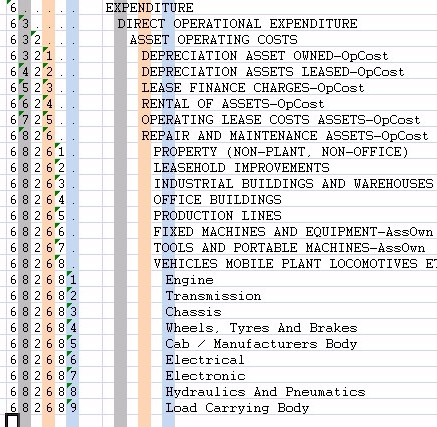 6 . . . . . EXPENDITURE
6 3 . . . . DIRECT OPERATIONAL EXPENDITURE
6 3 2 . . . ASSET OPERATING COSTS
6 3 2 1 . . DEPRECIATION ASSET OWNED-OpCost
6 4 2 2 . . DEPRECIATION ASSETS LEASED-OpCost
6 5 2 3 . . LEASE FINANCE CHARGES-OpCost
6 6 2 4 . . RENTAL OF ASSETS-OpCost
6 7 2 5 . . OPERATING LEASE COSTS ASSETS-OpCost
6 8 2 6 . . REPAIR AND MAINTENANCE ASSETS-OpCost
6 8 2 6 1 . PROPERTY (NON-PLANT, NON-OFFICE)
6 8 2 6 2 . LEASEHOLD IMPROVEMENTS
6 8 2 6 3 . INDUSTRIAL BUILDINGS AND WAREHOUSES
6 8 2 6 4 . OFFICE BUILDINGS
6 8 2 6 5 . PRODUCTION LINES
6 8 2 6 6 . FIXED MACHINES AND EQUIPMENT-AssOwn
6 8 2 6 7 . TOOLS AND PORTABLE MACHINES-AssOwn
6 8 2 6 8 . VEHICLES MOBILE PLANT LOCOMOTIVES ET
6 8 2 6 8 1 Engine
6 8 2 6 8 2 Transmission
6 8 2 6 8 3 Chassis
6 8 2 6 8 4 Wheels, Tyres And Brakes
6 8 2 6 8 5 Cab / Manufacturers Body
6 8 2 6 8 6 Electrical
6 8 2 6 8 7 Electronic
6 8 2 6 8 8 Hydraulics And Pneumatics
6 8 2 6 8 9 Load Carrying Body